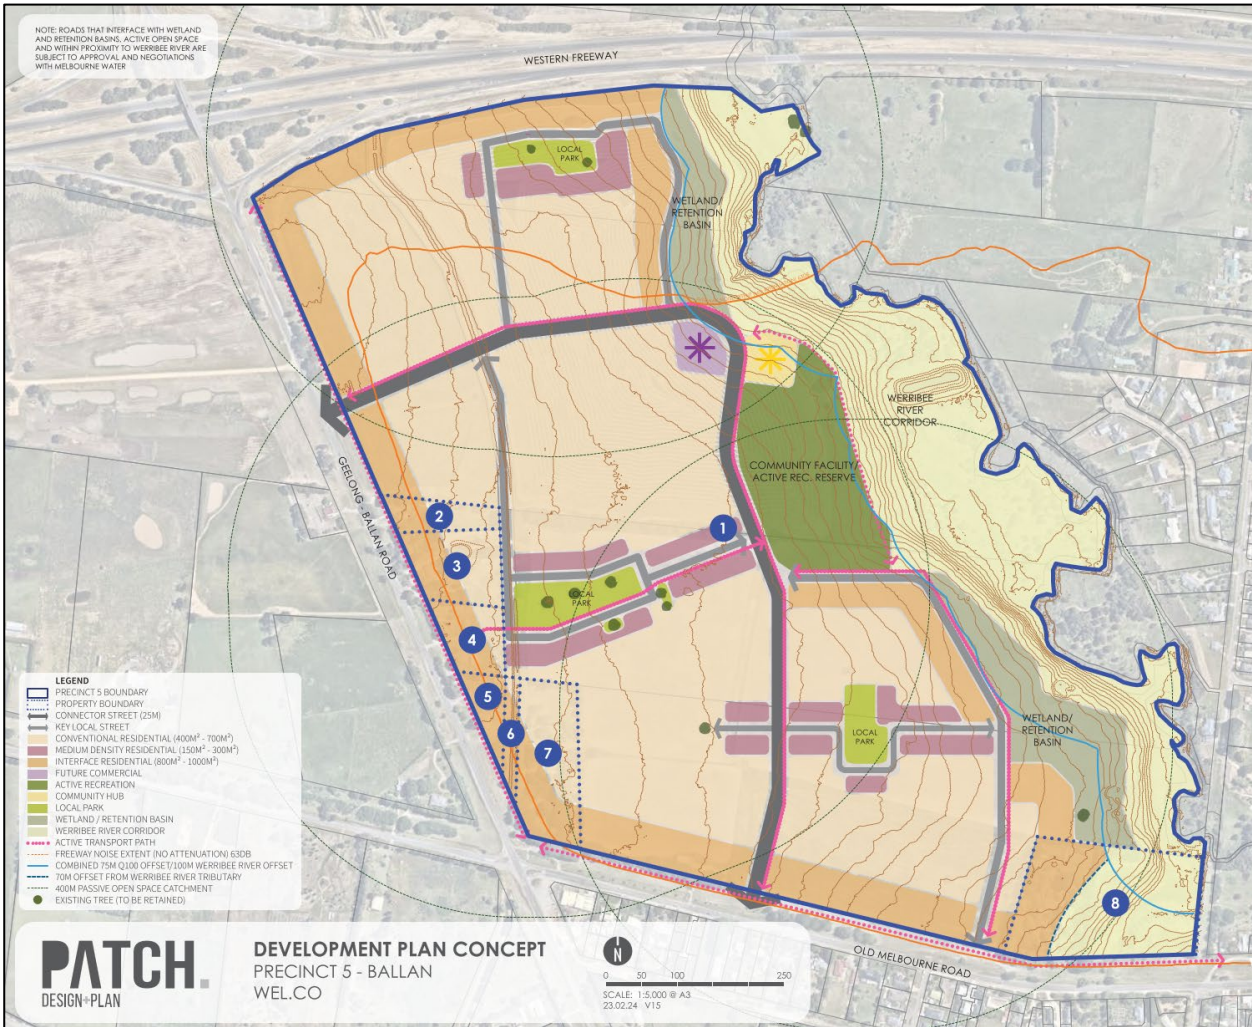 NOTE: ROADS THAT INTERFACE WITH WETLAND
AND RETENTION BASINS, ACTIVE OPEN SPACE
AND WITHIN PROXIMITY TO WERRIBEE RIVER ARE
SUBJECT TO APPROVAL AND NEGOTIATIONS
WITH MELBOURNE WATER
WESTERN FREEWAY
LOCAL
PARK
WETLAND/
RETENTION
BASIN
WERRIBEE
RIVER
CORRIDOR
COMMUNITY FACILITY/
ACTIVE REC. RESERVE
GEELONG - BALLAN ROAD
1
2
3
LOCAL
PARK
4
5
6
7
LOCAL
PARK
WETLAND/
RETENTION
BASIN
8
OLD MELBOURNE ROAD
LEGEND
PRECINCT 5 BOUNDARY
PROPERTY BOUNDARY
CONNECTOR STREET (25M)
KEY LOCAL STREET
CONVENTIONAL RESIDENTIAL (400M² - 700M²)
MEDIUM DENSITY RESIDENTIAL (150M² - 300M²)
INTERFACE RESIDENTIAL (800M² - 1000M²)
FUTURE COMMERCIAL
ACTIVE RECREATION
COMMUNITY HUB
LOCAL PARK
WETLAND / RETENTION BASIN
WERRIBEE RIVER CORRIDOR
ACTIVE TRANSPORT PATH
FREEWAY NOISE EXTENT (NO ATTENUATION) 63DB
COMBINED 75M Q100 OFFSET/100M WERRIBEE RIVER OFFSET
70M OFFSET FROM WERRIBEE RIVER TRIBUTARY
400M PASSIVE OPEN SPACE CATCHMENT
EXISTING TREE (TO BE RETAINED)
PATCH.
DESIGN+PLAN
DEVELOPMENT PLAN CONCEPT
PRECINCT 5 - BALLAN
WEL.CO
N
0 50 100 250
SCALE: 1:5,000 @ A3
23.02.24 V15